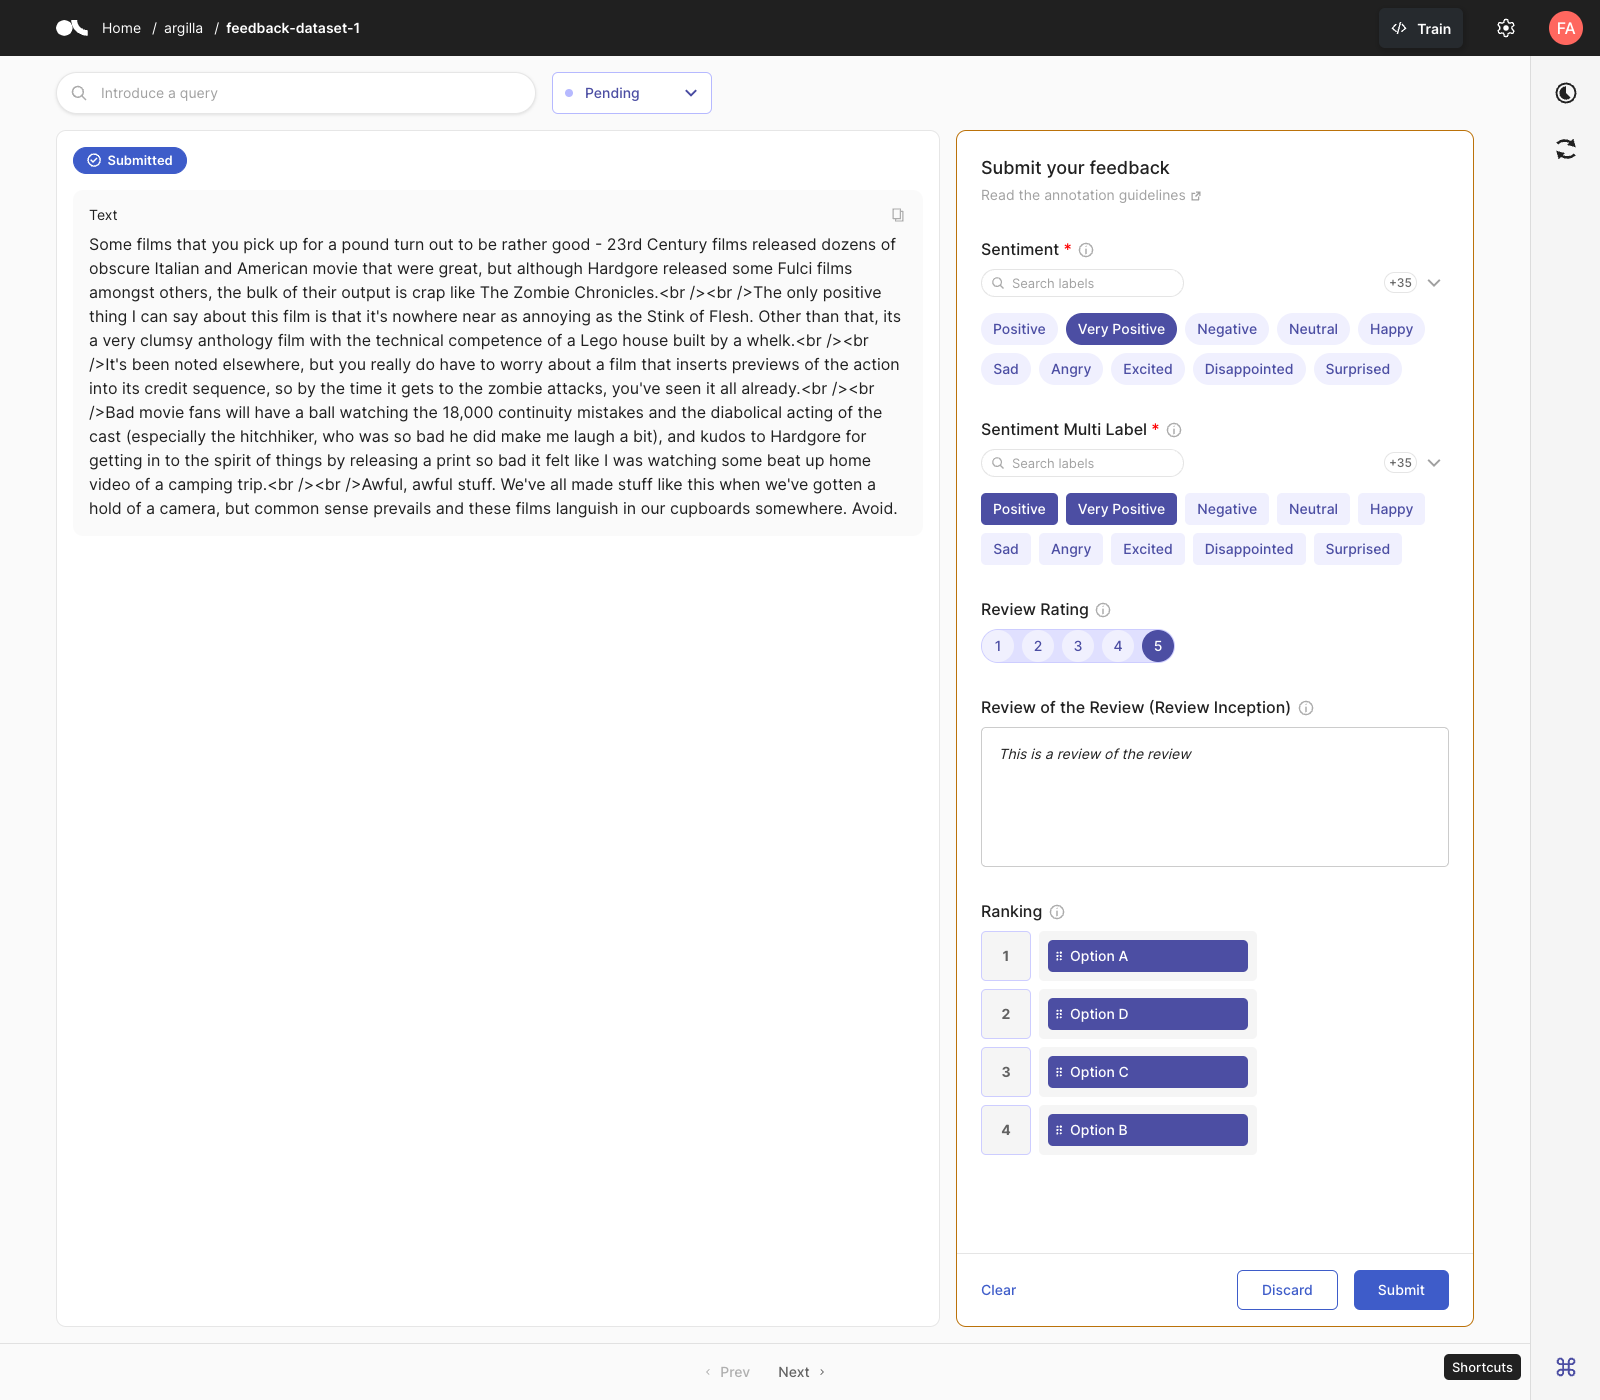 Home / argilla / feedback-dataset-1
Train
FA
Introduce a query
Pending
Submitted
Text
Some films that you pick up for a pound turn out to be rather good - 23rd Century films released dozens of
obscure Italian and American movie that were great, but although Hardgore released some Fulci films
amongst others, the bulk of their output is crap like The Zombie Chronicles.<br /><br />The only positive
thing I can say about this film is that it's nowhere near as annoying as the Stink of Flesh. Other than that, its
a very clumsy anthology film with the technical competence of a Lego house built by a whelk.<br /><br
/>It's been noted elsewhere, but you really do have to worry about a film that inserts previews of the action
into its credit sequence, so by the time it gets to the zombie attacks, you've seen it all already.<br /><br
/>Bad movie fans will have a ball watching the 18,000 continuity mistakes and the diabolical acting of the
cast (especially the hitchhiker, who was so bad he did make me laugh a bit), and kudos to Hardgore for
getting in to the spirit of things by releasing a print so bad it felt like I was watching some beat up home
video of a camping trip.<br /><br />Awful, awful stuff. We've all made stuff like this when we've gotten a
hold of a camera, but common sense prevails and these films languish in our cupboards somewhere. Avoid.
Submit your feedback
Read the annotation guidelines
Sentiment *
Search labels
+35
Positive Very Positive Negative Neutral Happy
Sad Angry Excited Disappointed Surprised
Sentiment Multi Label *
Search labels
+35
Positive Very Positive Negative Neutral Happy
Sad Angry Excited Disappointed Surprised
Review Rating
1 2 3 4 5
Review of the Review (Review Inception)
This is a review of the review
Ranking
1 Option A
2 Option D
3 Option C
4 Option B
Clear
Discard
Submit
Prev
Next
Shortcuts